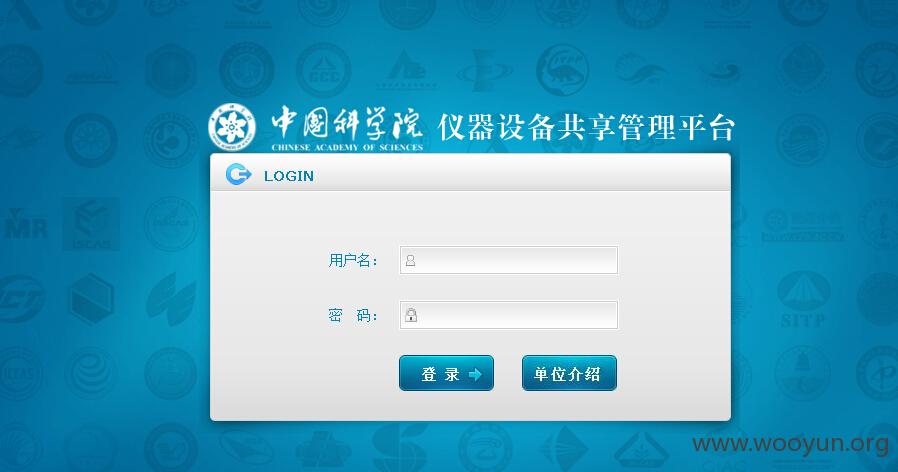 中国科学院 仪器设备共享管理平台
CHINESE ACADEMY OF SCIENCES
LOGIN
用户名：
密 码：
登 录
单位介绍
MR
ISCAS
SITP
www.wooyun.org